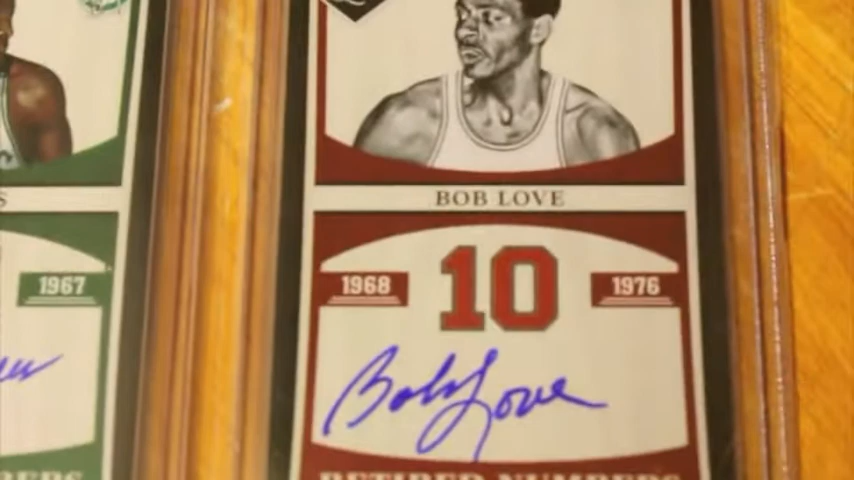 BOB LOVE
1967
1968
10
1976
Bob Love
RETIRED NUMBERS